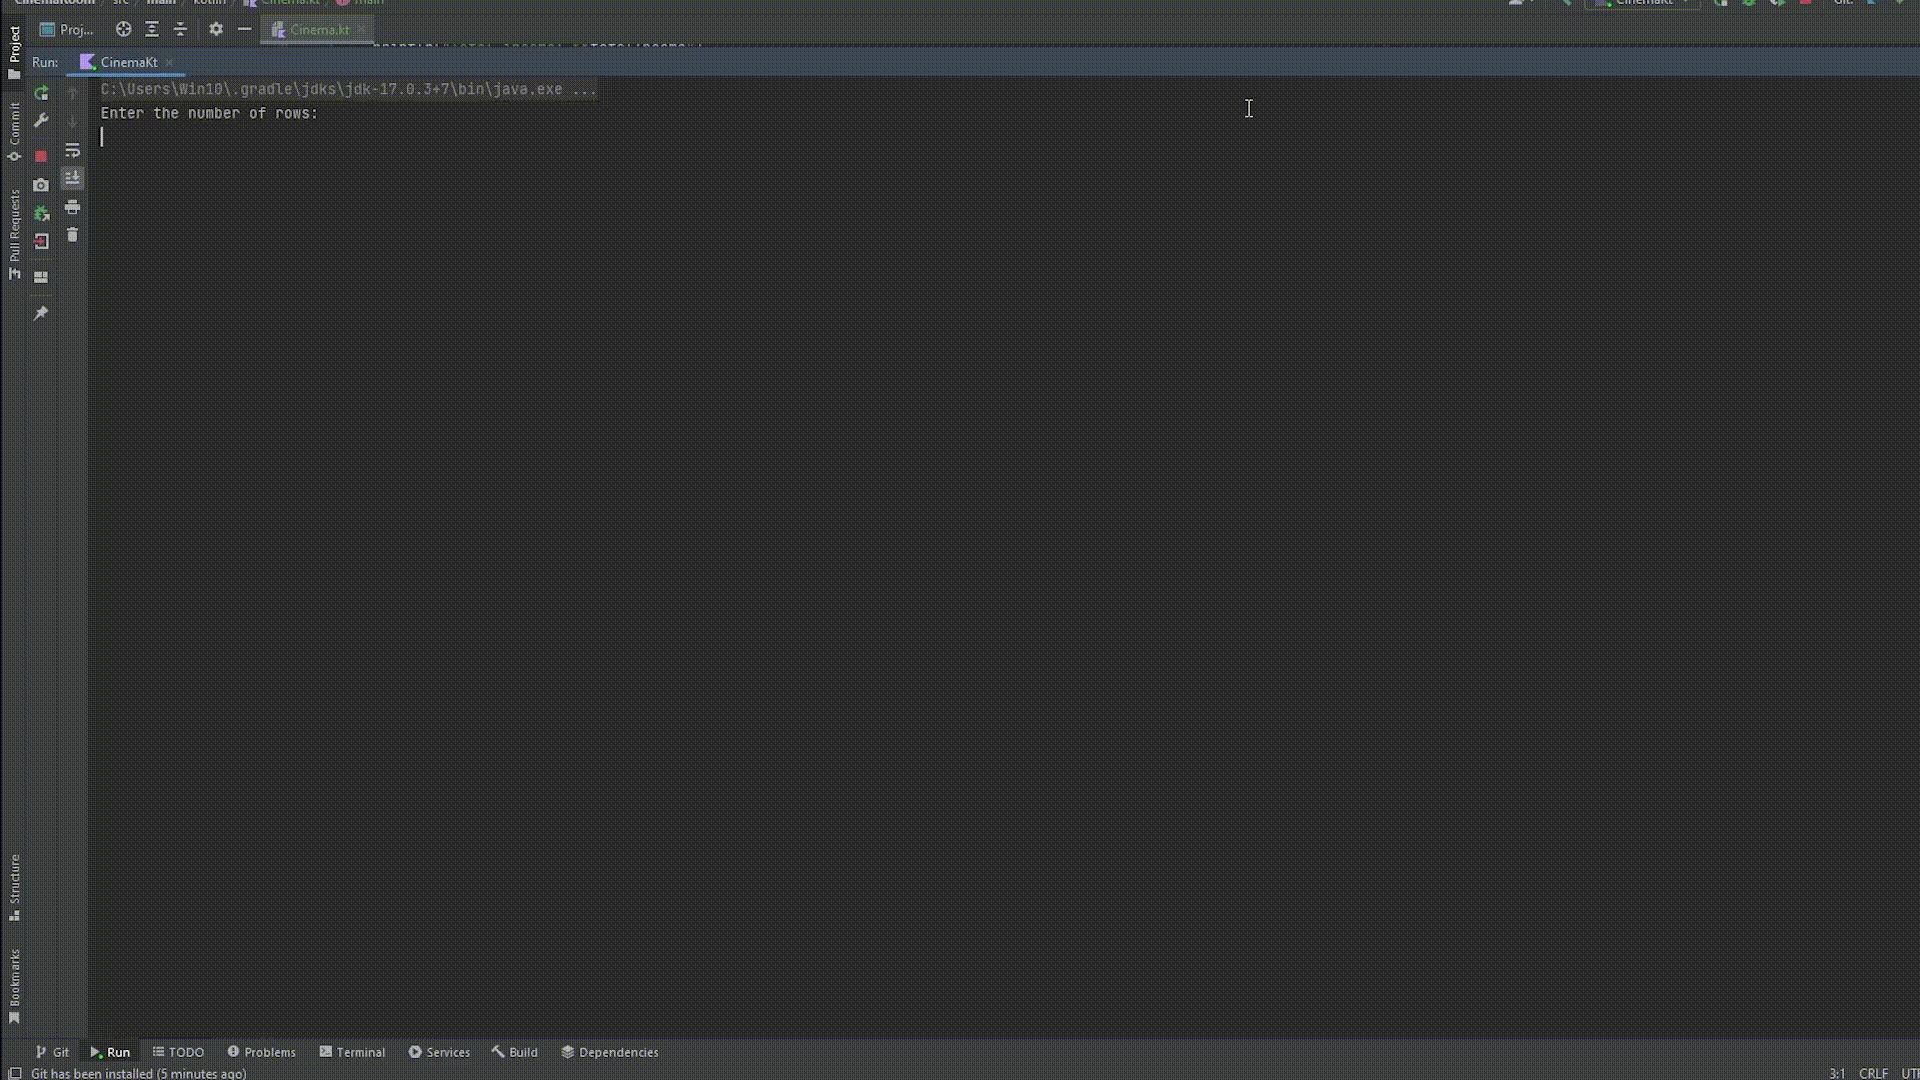 CinemaRoom src main kotlin Cinema.kt main
CinemaKt
Git:
Proj...
Cinema.kt
Run:
CinemaKt
C:\Users\Win10\.gradle\jdks\jdk-17.0.3+7\bin\java.exe ...
Enter the number of rows:
Project
Commit
Pull Requests
Structure
Bookmarks
Git
Run
TODO
Problems
Terminal
Services
Build
Dependencies
Git has been installed (5 minutes ago)
3:1
CRLF
UTF